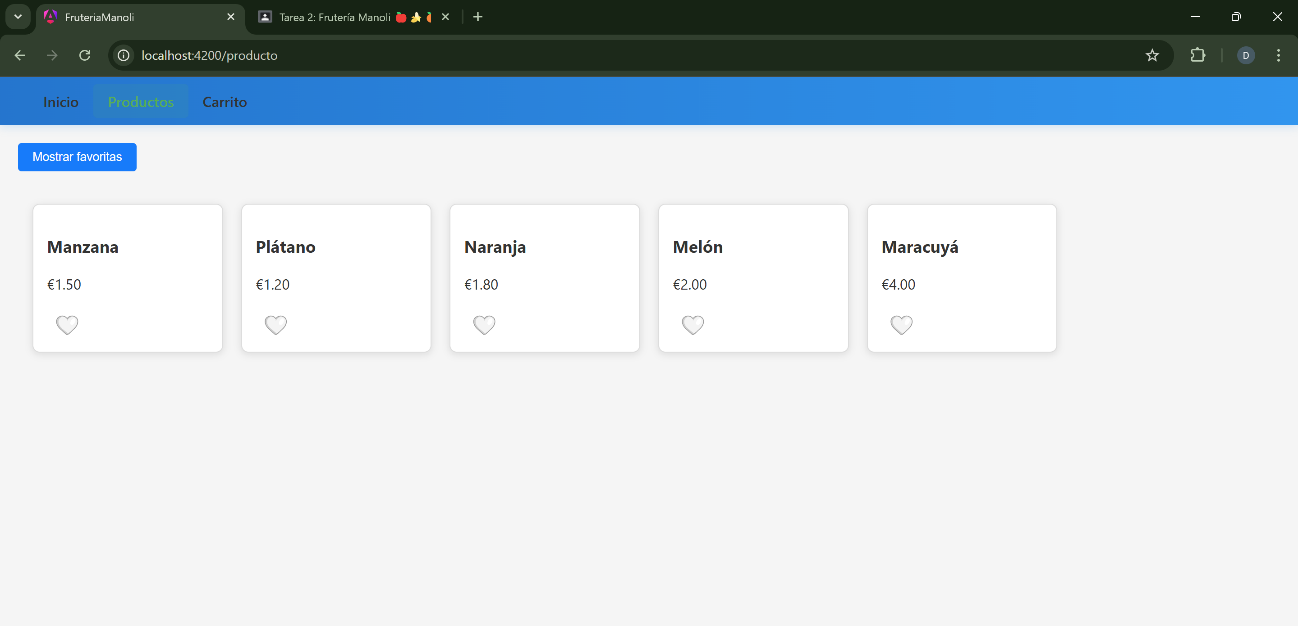 FruteriaManoli
Tarea 2: Frutería Manoli 🍎🍌
localhost:4200/producto
D
Inicio Productos Carrito
Mostrar favoritas
Manzana Plátano Naranja Melón Maracuyá
€1.50 €1.20 €1.80 €2.00 €4.00